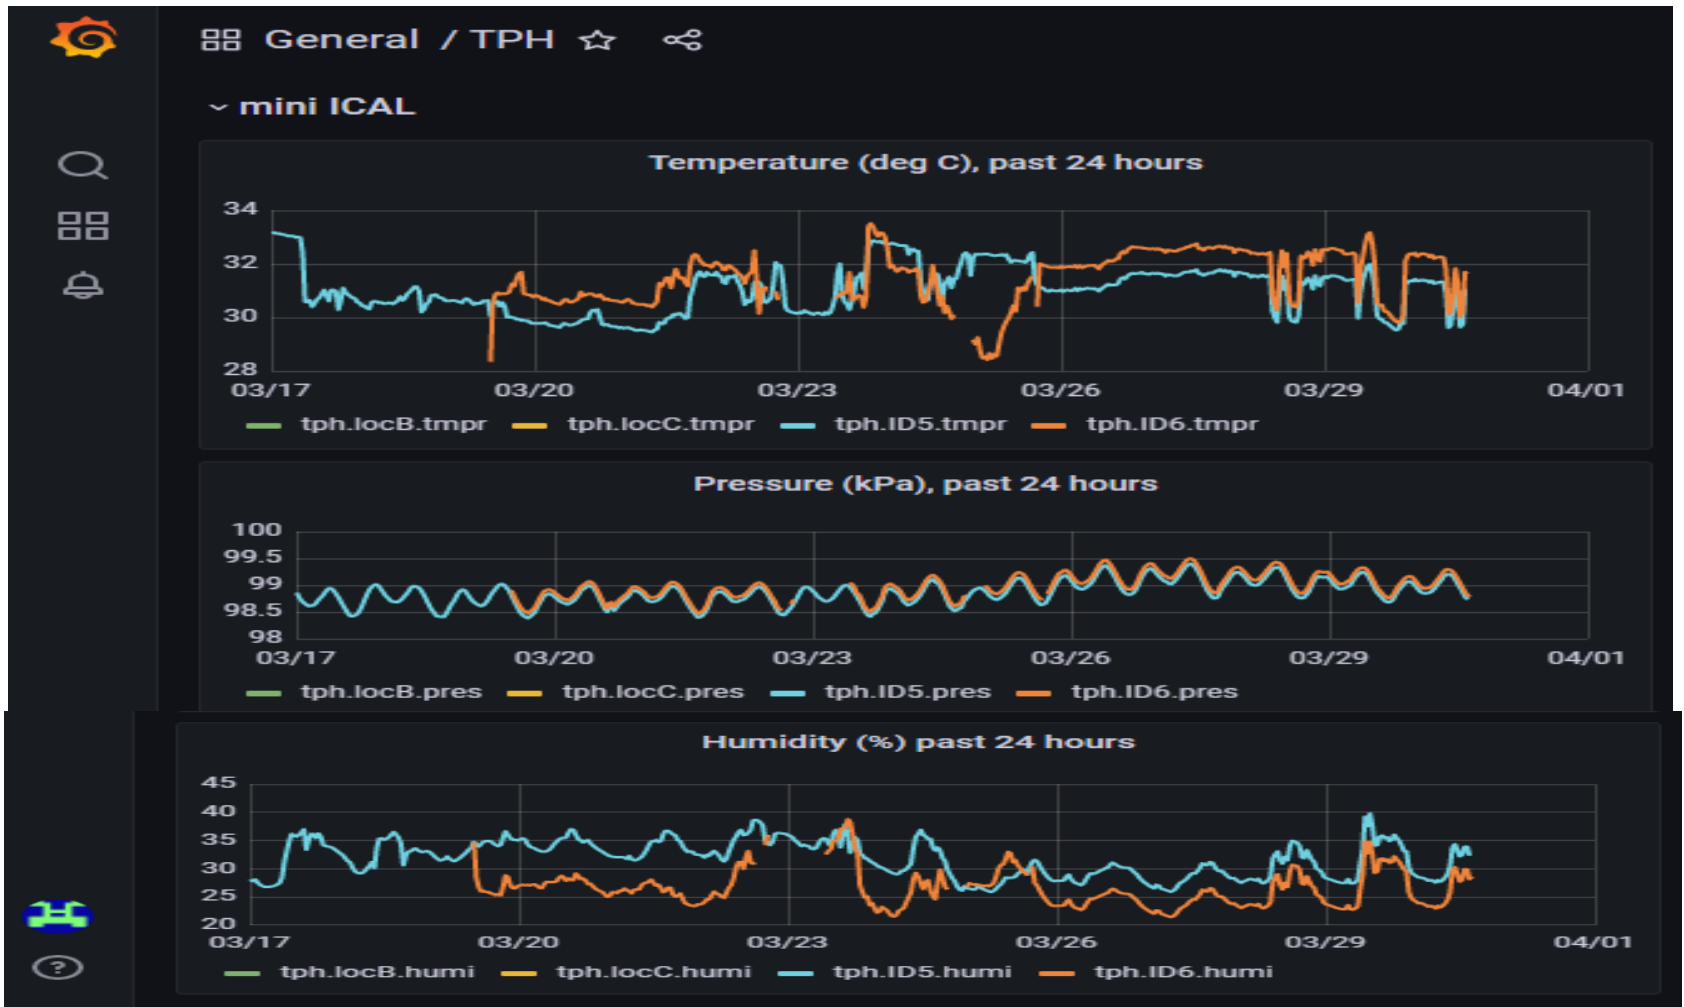 General / TPH
mini ICAL
Temperature (deg C), past 24 hours
34
32
30
28
03/17 03/20 03/23 03/26 03/29 04/01
tph.locB.tmpr tph.locC.tmpr tph.ID5.tmpr tph.ID6.tmpr
Pressure (kPa), past 24 hours
100
99.5
99
98.5
98
03/17 03/20 03/23 03/26 03/29 04/01
tph.locB.pres tph.locC.pres tph.ID5.pres tph.ID6.pres
Humidity (%) past 24 hours
45
40
35
30
25
20
03/17 03/20 03/23 03/26 03/29 04/01
tph.locB.humi tph.locC.humi tph.ID5.humi tph.ID6.humi
?